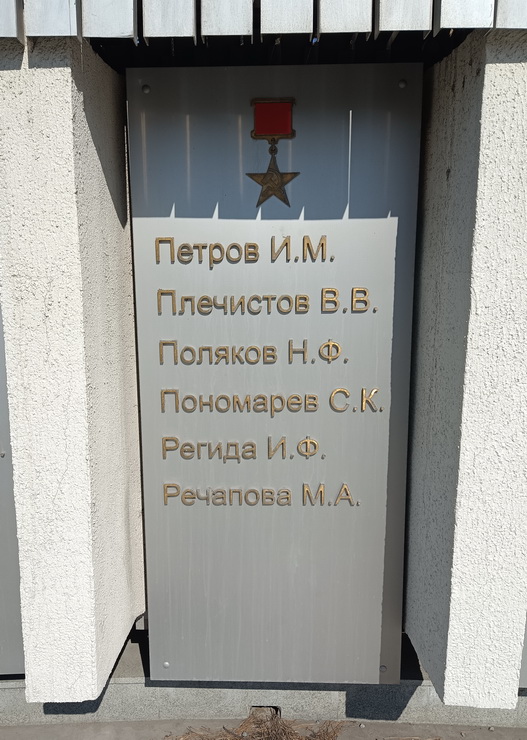 Петров И.М.
Плечистов В.В.
Поляков Н.Ф.
Пономарев С.К.
Регида И.Ф.
Речапова М.А.